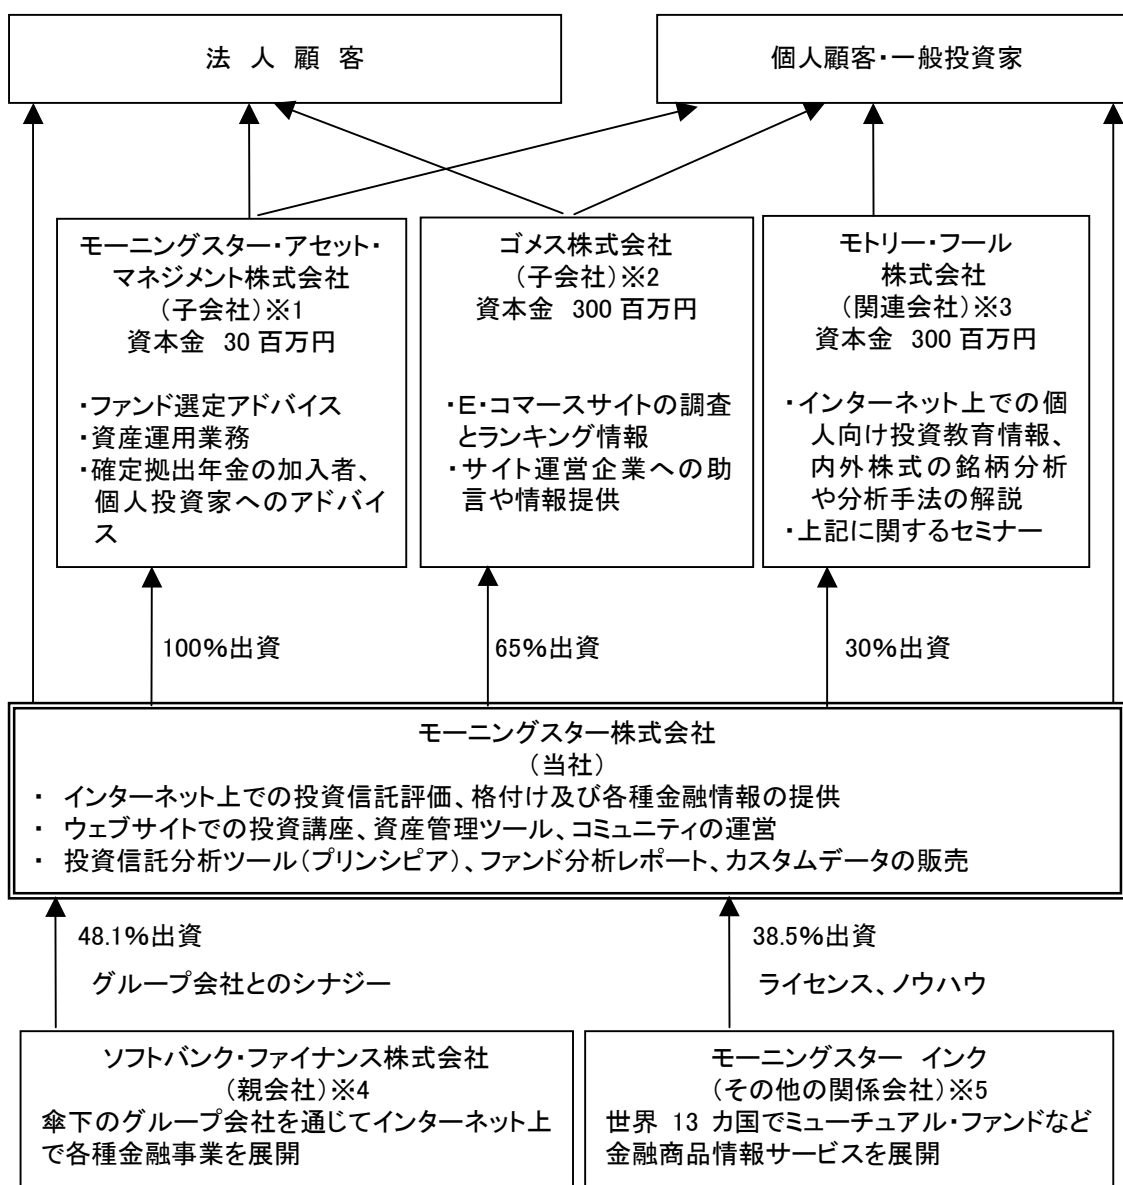 法 人 顧 客
個人顧客・一般投資家
モーニングスター・アセット・
マネジメント株式会社
(子会社)※1
資本金 30 百万円
・ファンド選定アドバイス
・資産運用業務
・確定拠出年金の加入者、
個人投資家へのアドバイ
ス
ゴメス株式会社
(子会社)※2
資本金 300 百万円
・E・コマースサイトの調査
とランキング情報
・サイト運営企業への助
言や情報提供
モトリー・フール
株式会社
(関連会社)※3
資本金 300 百万円
・インターネット上での個
人向け投資教育情報、
内外株式の銘柄分析
や分析手法の解説
・上記に関するセミナー
100%出資
65%出資
30%出資
モーニングスター株式会社
(当社)
・ インターネット上での投資信託評価、格付け及び各種金融情報の提供
・ ウェブサイトでの投資講座、資産管理ツール、コミュニティの運営
・ 投資信託分析ツール(プリンシピア)、ファンド分析レポート、カスタムデータの販売
48.1%出資
グループ会社とのシナジー
38.5%出資
ライセンス、ノウハウ
ソフトバンク・ファイナンス株式会社
(親会社)※4
傘下のグループ会社を通じてインターネット上
で各種金融事業を展開
モーニングスター インク
(その他の関係会社)※5
世界 13 カ国でミューチュアル・ファンドなど
金融商品情報サービスを展開